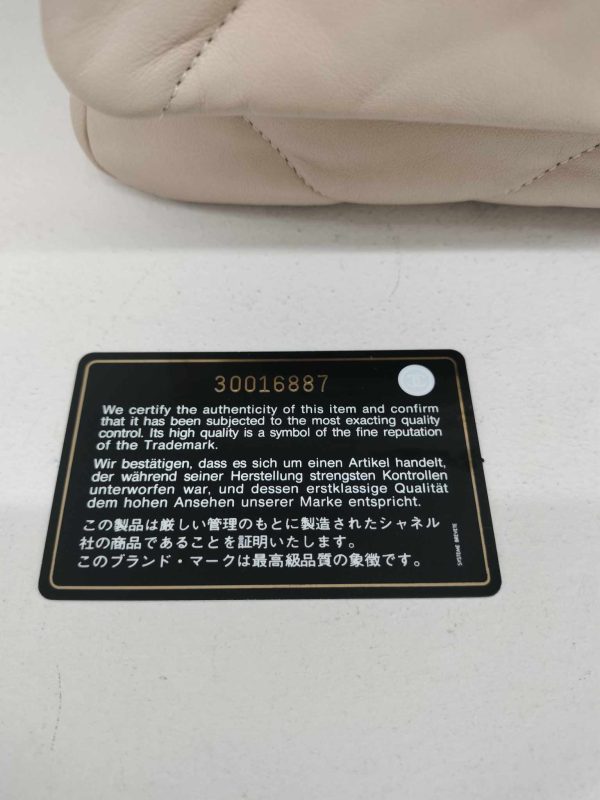 30016887
We certify the authenticity of this item and confirm
that it has been subjected to the most exacting quality
control. Its high quality is a symbol of the fine reputation
of the Trademark.
Wir bestätigen, dass es sich um einen Artikel handelt,
der während seiner Herstellung strengsten Kontrollen
unterworfen war, und dessen erstklassige Qualität
dem hohen Ansehen unserer Marke entspricht.
この製品は厳しい管理のもとに製造されたシャネル
社の商品であることを証明いたします。
このブランド・マークは最高級品質の象徴です。
SYSTEME BREVETE